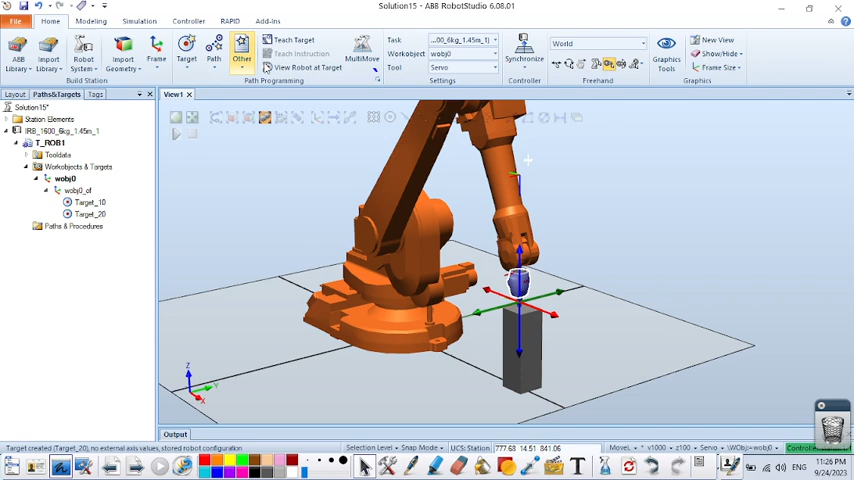 Solution15* - ABB RobotStudio 6.08.01
File Home Modeling Simulation Controller RAPID Add-Ins
ABB Library Import Library Robot System Import Geometry Frame Target Path Other
Build Station
Teach Target
Teach Instruction
View Robot at Target
MultiMove
Path Programming
Task ...00_6kg_1.45m_1)
Workobject wobj0
Tool Servo
Settings
Synchronize
Controller
World
Freehand
Graphics Tools
New View
Show/Hide
Frame Size
Graphics
Layout Paths&Targets Tags
View1
Solution15*
Station Elements
IRB_1600_6kg_1.45m_1
T_ROB1
Tooldata
Workobjects & Targets
wobj0
wobj0_of
Target_10
Target_20
Paths & Procedures
Z
Y
X
Output
Target created (Target_20), no external axis values, stored robot configuration
Selection Level Snap Mode UCS: Station 777.68 14.51 841.06 MoveL * v1000 z100 Servo \WObj:=wobj0
ENG
11:26 PM
9/24/2023